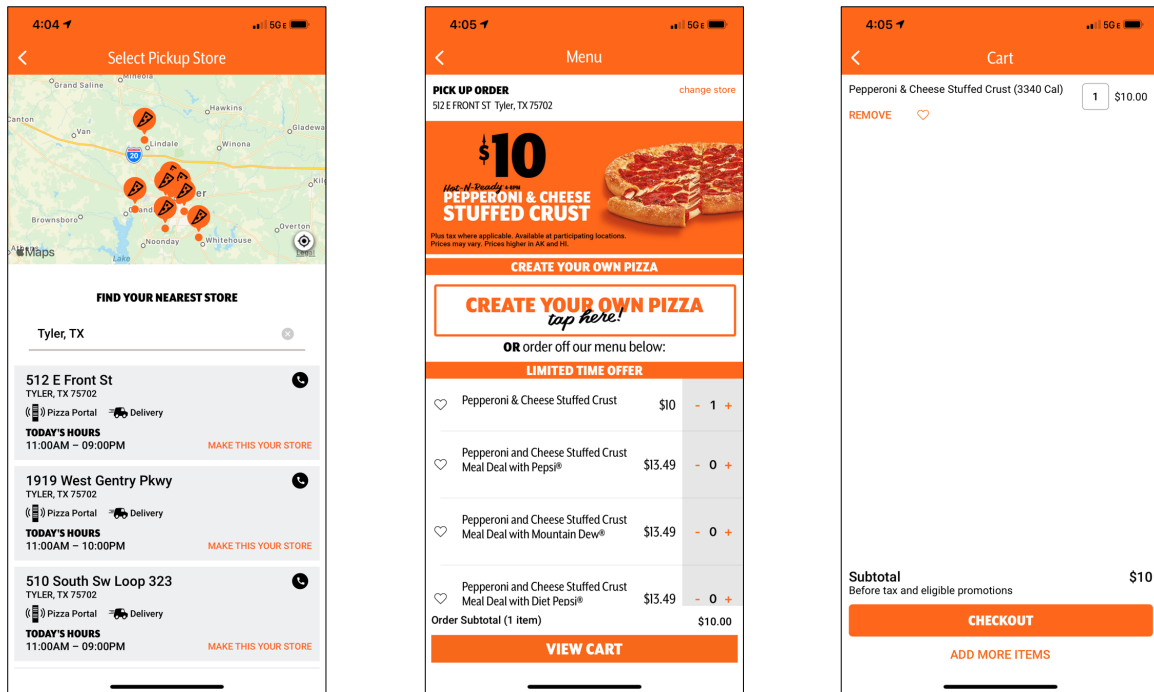 4:04
5G E
Select Pickup Store
Grand Saline
Mineola
Canton
Hawkins
Van
Gladewa
Lindale
20
Winona
er
Kil
Brownsboro
Overton
Noonday
Whitehouse
Maps
Lake
Legal
FIND YOUR NEAREST STORE
Tyler, TX
512 E Front St
TYLER, TX 75702
Pizza Portal Delivery
TODAY'S HOURS
11:00AM – 09:00PM MAKE THIS YOUR STORE
1919 West Gentry Pkwy
TYLER, TX 75702
Pizza Portal Delivery
TODAY'S HOURS
11:00AM – 10:00PM MAKE THIS YOUR STORE
510 South Sw Loop 323
TYLER, TX 75702
Pizza Portal Delivery
TODAY'S HOURS
11:00AM – 09:00PM MAKE THIS YOUR STORE
4:05
5G E
Menu
PICK UP ORDER change store
512 E FRONT ST Tyler, TX 75702
$10
Hot-N-Ready 4-8PM
PEPPERONI & CHEESE
STUFFED CRUST
Plus tax where applicable. Available at participating locations.
Prices may vary. Prices higher in AK and HI.
CREATE YOUR OWN PIZZA
CREATE YOUR OWN PIZZA
tap here!
OR order off our menu below:
LIMITED TIME OFFER
Pepperoni & Cheese Stuffed Crust $10 - 1 +
Pepperoni and Cheese Stuffed Crust
Meal Deal with Pepsi® $13.49 - 0 +
Pepperoni and Cheese Stuffed Crust
Meal Deal with Mountain Dew® $13.49 - 0 +
Pepperoni and Cheese Stuffed Crust
Meal Deal with Diet Pepsi® $13.49 - 0 +
Order Subtotal (1 item) $10.00
VIEW CART
4:05
5G E
Cart
Pepperoni & Cheese Stuffed Crust (3340 Cal) 1 $10.00
REMOVE
Subtotal $10
Before tax and eligible promotions
CHECKOUT
ADD MORE ITEMS